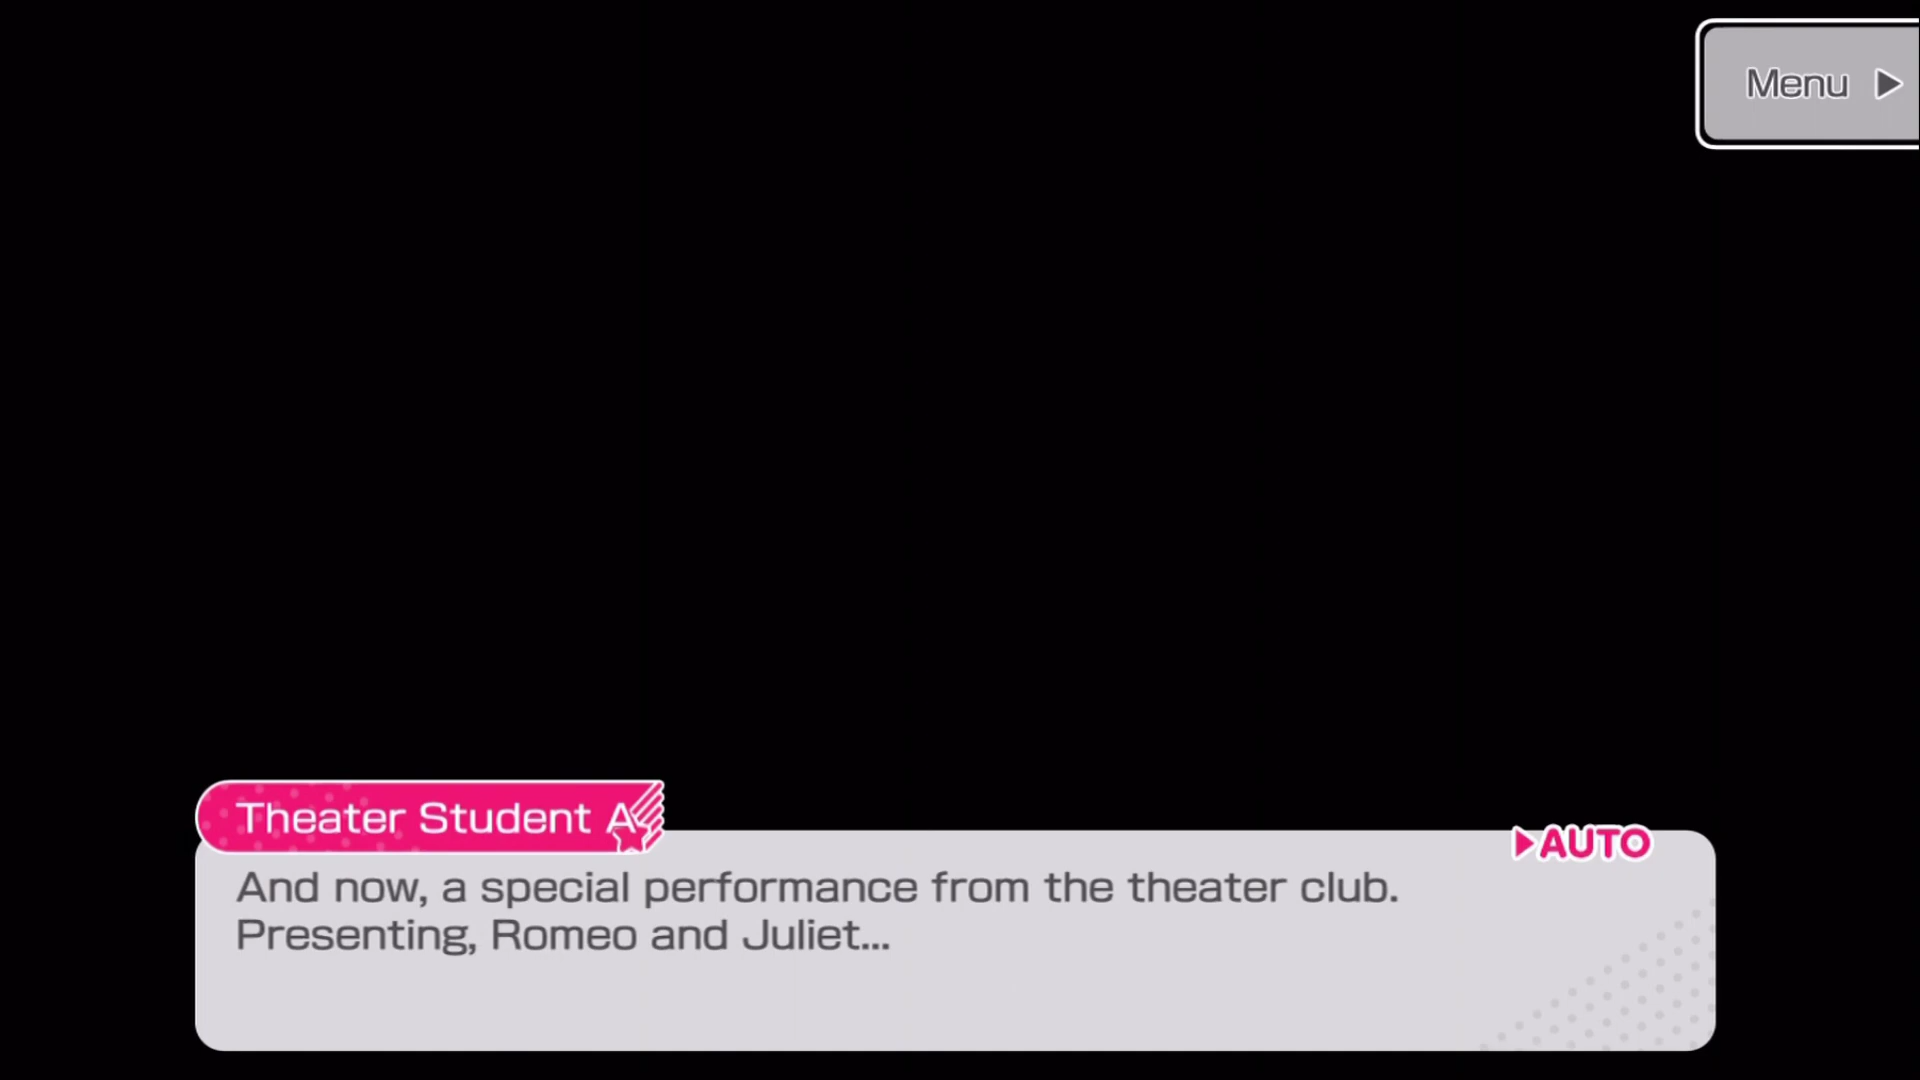 Menu
Theater Student A
AUTO
And now, a special performance from the theater club.
Presenting, Romeo and Juliet...